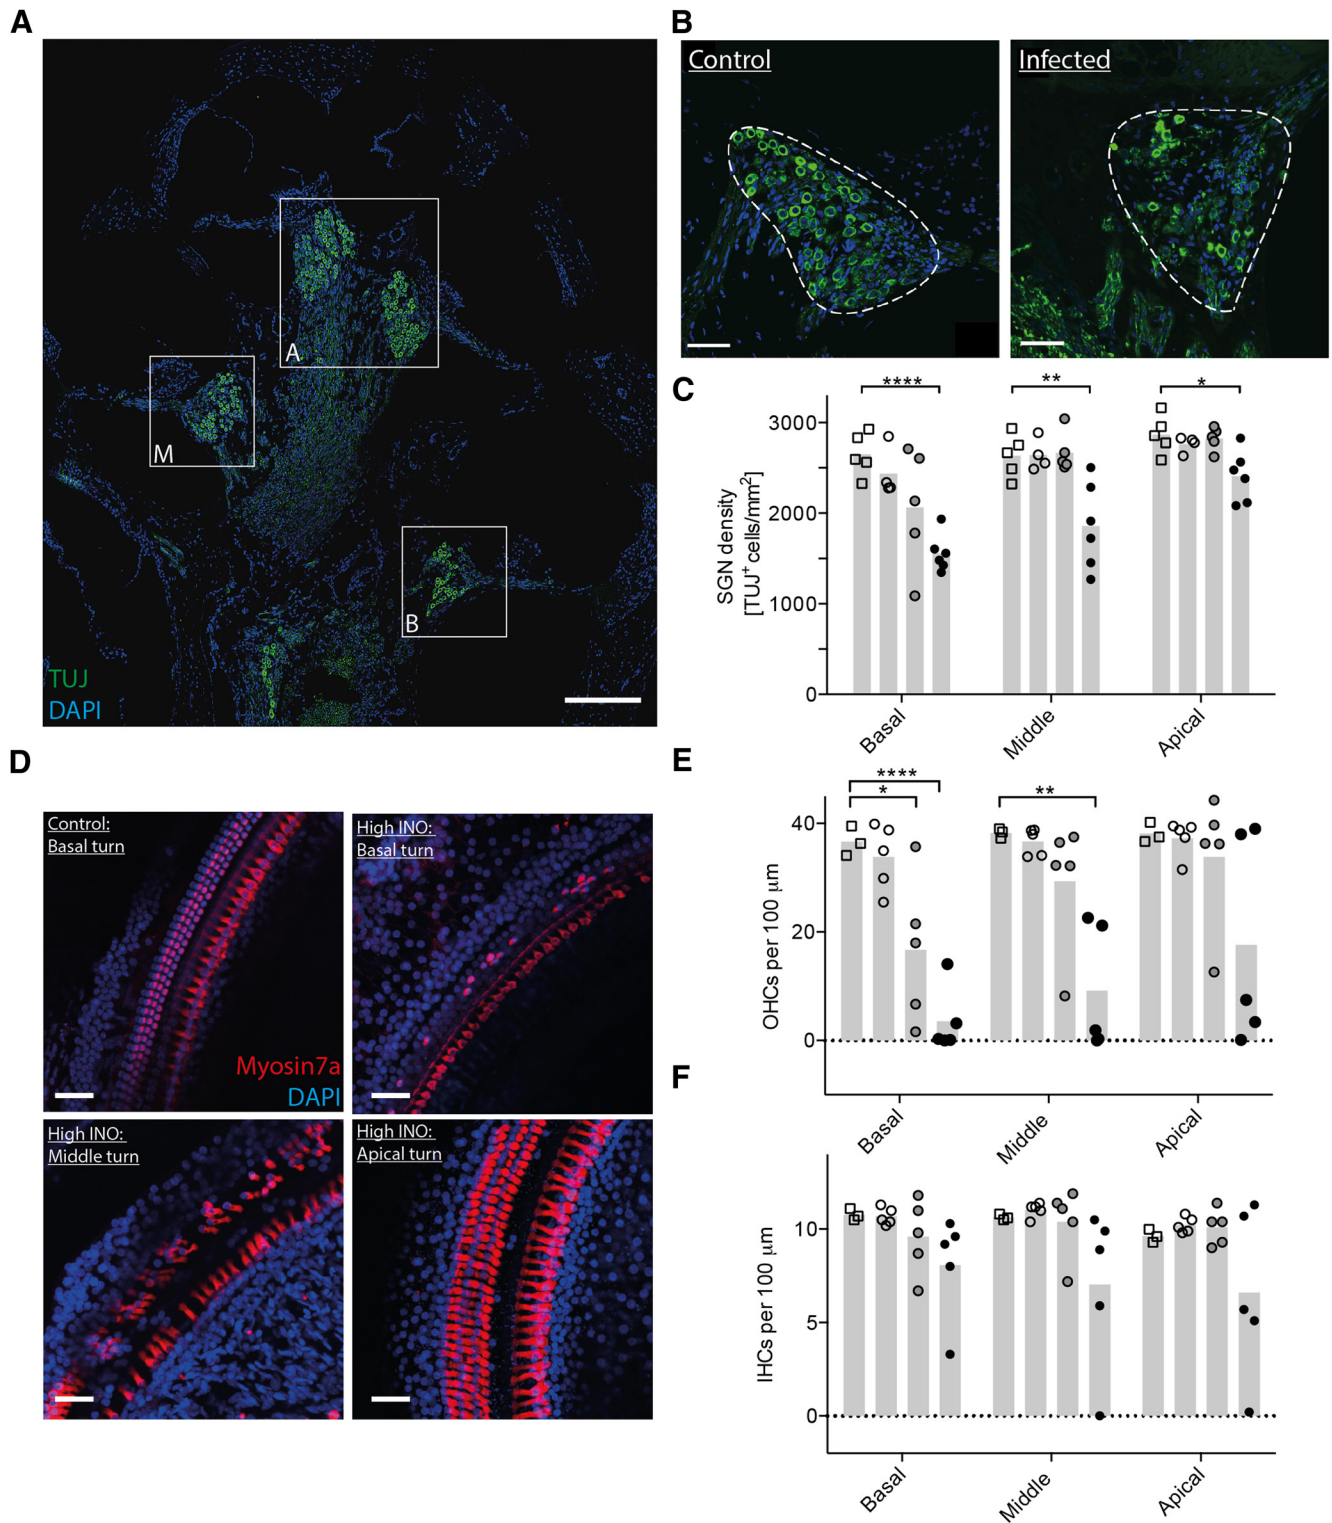 A
A
M
B
TUJ
DAPI
B
Control
Infected
C
****
**
*
SGN density
[TUJ+ cells/mm2]
3000
2000
1000
0
Basal
Middle
Apical
D
Control:
Basal turn
Myosin7a
DAPI
High INO:
Basal turn
High INO:
Middle turn
High INO:
Apical turn
E
****
*
**
OHCs per 100 μm
40
20
0
Basal
Middle
Apical
F
IHCs per 100 μm
10
5
0
Basal
Middle
Apical